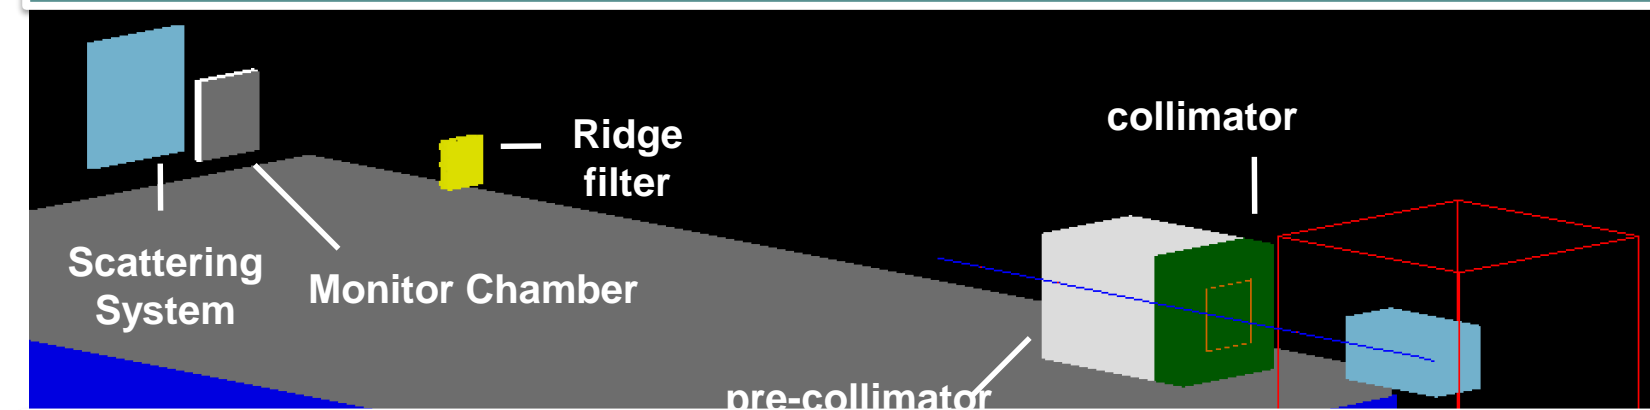 collimator
Ridge
filter
Scattering
System
Monitor Chamber
pre-collimator